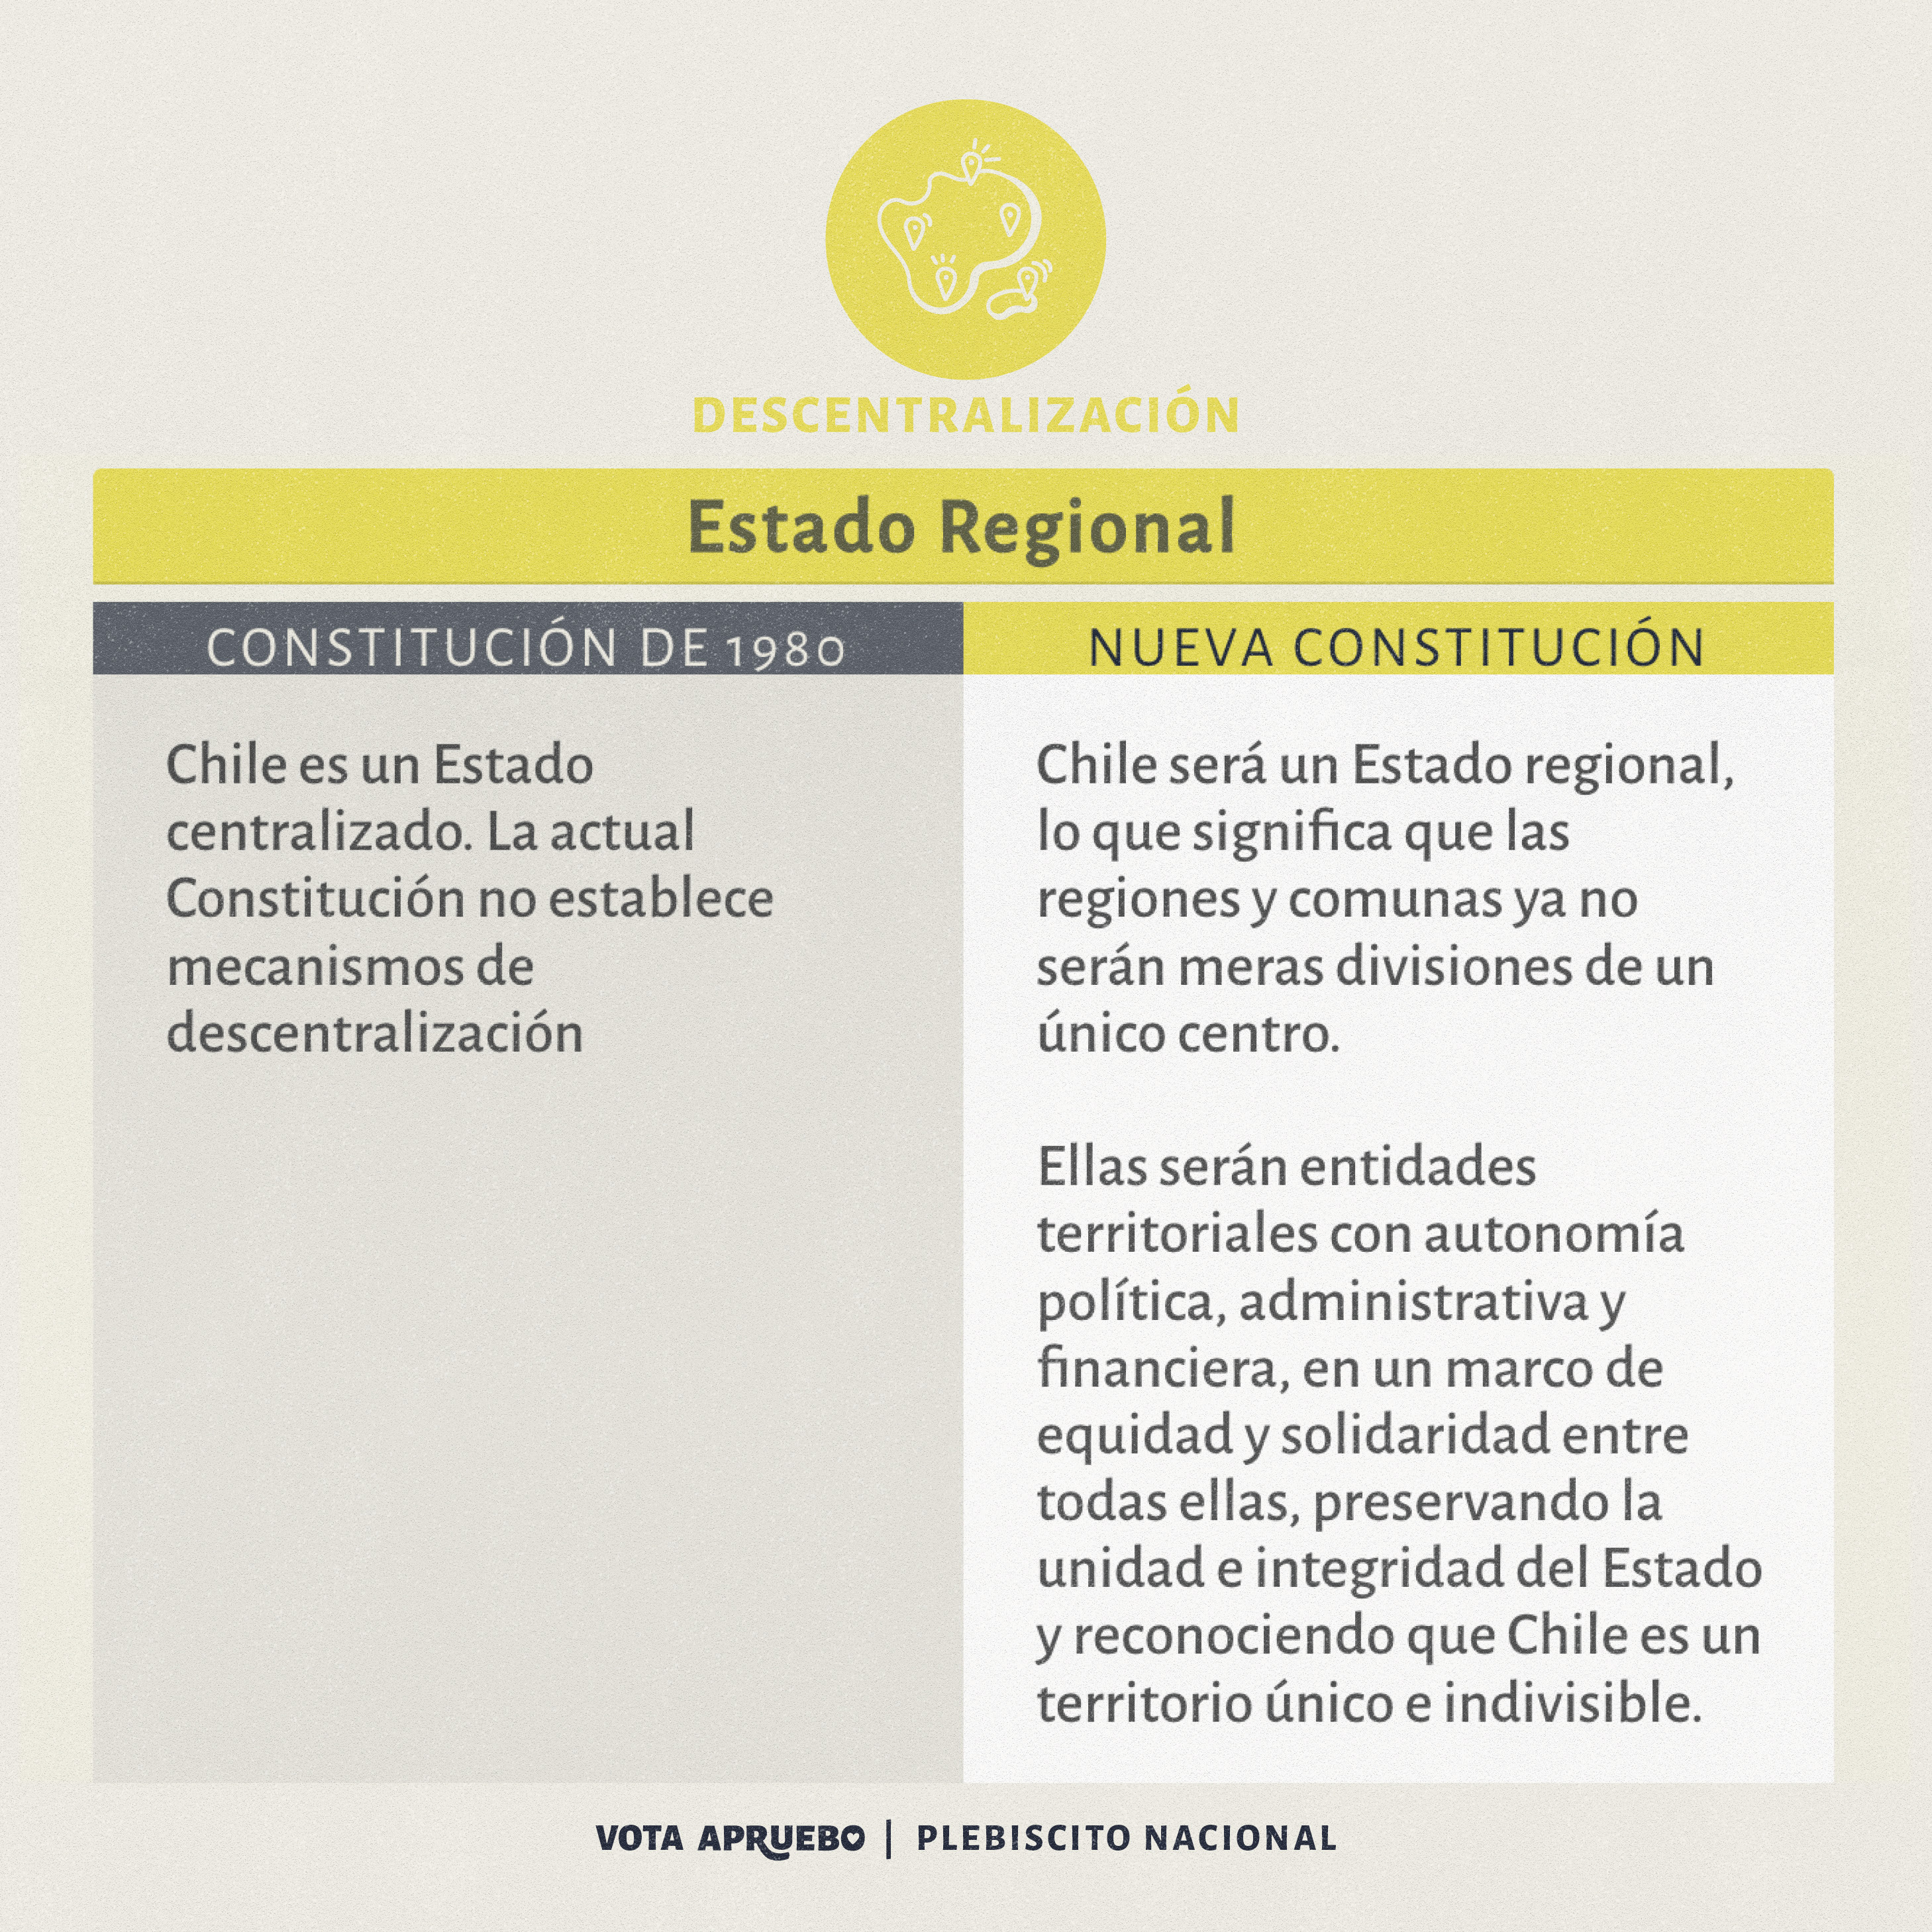 DESCENTRALIZACIÓN
Estado Regional
CONSTITUCIÓN DE 1980
Chile es un Estado
centralizado. La actual
Constitución no establece
mecanismos de
descentralización
NUEVA CONSTITUCIÓN
Chile será un Estado regional,
lo que significa que las
regiones y comunas ya no
serán meras divisiones de un
único centro.
Ellas serán entidades
territoriales con autonomía
política, administrativa y
financiera, en un marco de
equidad y solidaridad entre
todas ellas, preservando la
unidad e integridad del Estado
y reconociendo que Chile es un
territorio único e indivisible.
VOTA APRUEBO | PLEBISCITO NACIONAL